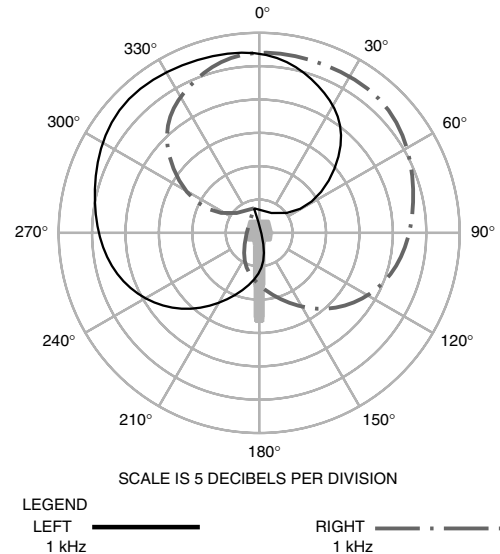 0°
330° 30°
300° 60°
270° 90°
240° 120°
210° 150°
180°
SCALE IS 5 DECIBELS PER DIVISION
LEGEND
LEFT RIGHT
1 kHz 1 kHz